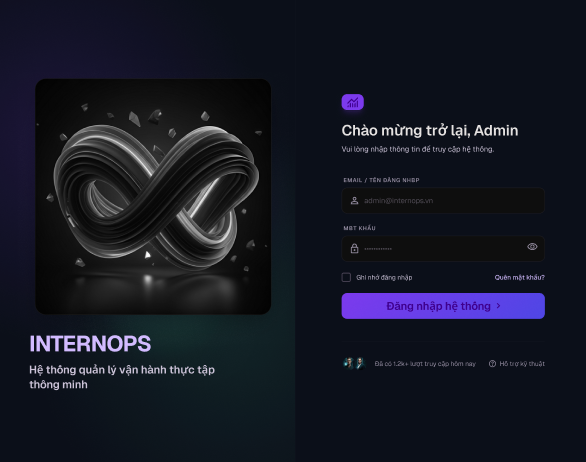 INTERNOPS
Hệ thống quản lý vận hành thực tập
thông minh
Chào mừng trở lại, Admin
Vui lòng nhập thông tin để truy cập hệ thống.
EMAIL / TÊN ĐĂNG NHẬP
admin@internops.vn
MẬT KHẨU
••••••••••••
Ghi nhớ đăng nhập
Quên mật khẩu?
Đăng nhập hệ thống ›
Đã có 1.2k+ lượt truy cập hôm nay
Hỗ trợ kỹ thuật